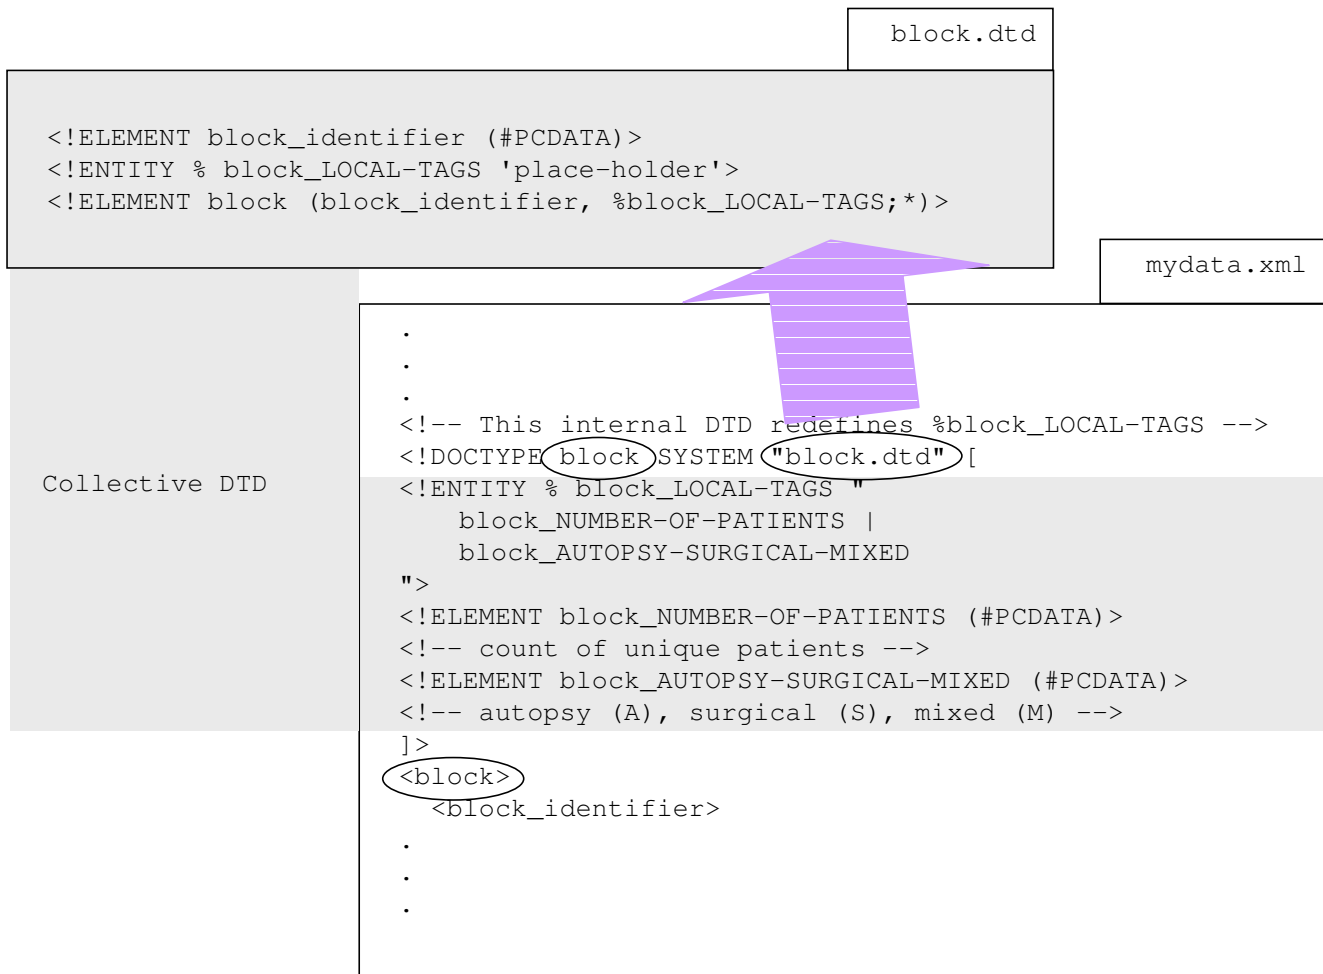 block.dtd
<!ELEMENT block_identifier (#PCDATA)>
<!ENTITY % block_LOCAL-TAGS 'place-holder'>
<!ELEMENT block (block_identifier, %block_LOCAL-TAGS;*)>
mydata.xml
.
.
.
<!-- This internal DTD redefines %block_LOCAL-TAGS -->
<!DOCTYPE block SYSTEM "block.dtd" [
Collective DTD
<!ENTITY % block_LOCAL-TAGS "
block_NUMBER-OF-PATIENTS |
block_AUTOPSY-SURGICAL-MIXED
">
<!ELEMENT block_NUMBER-OF-PATIENTS (#PCDATA)>
<!-- count of unique patients -->
<!ELEMENT block_AUTOPSY-SURGICAL-MIXED (#PCDATA)>
<!-- autopsy (A), surgical (S), mixed (M) -->
]>
<block>
<block_identifier>
.
.
.